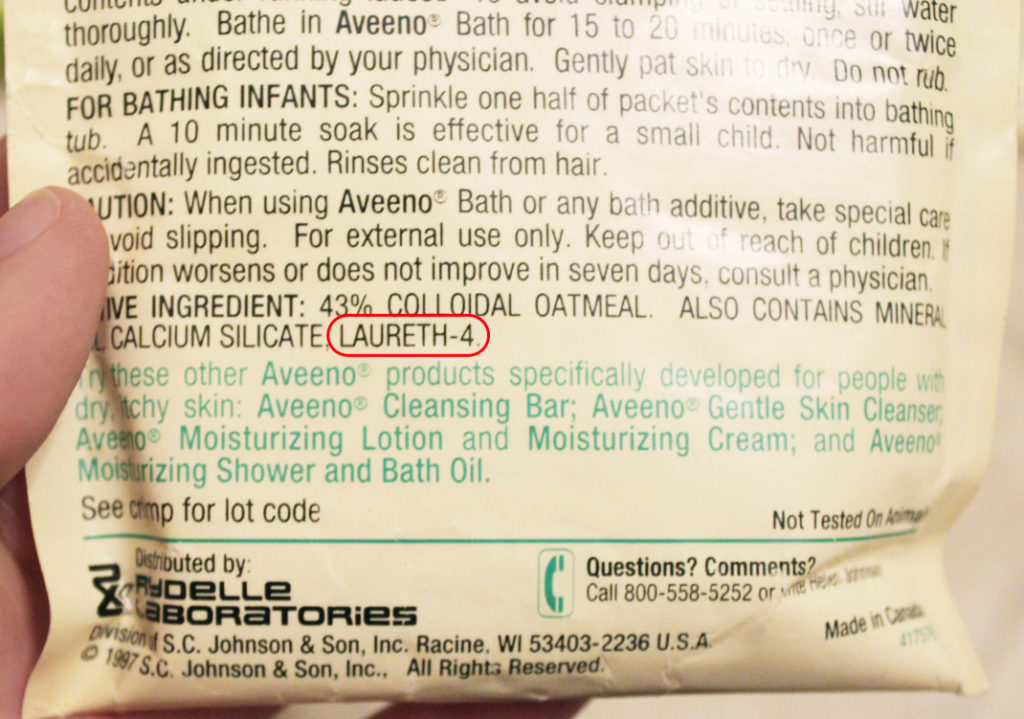 thoroughly. Bathe in Aveeno® Bath for 15 to 20 minutes, once or twice
daily, or as directed by your physician. Gently pat skin to dry. Do not rub.
FOR BATHING INFANTS: Sprinkle one half of packet's contents into bathing
tub. A 10 minute soak is effective for a small child. Not harmful if
accidentally ingested. Rinses clean from hair.
AUTION: When using Aveeno® Bath or any bath additive, take special care
void slipping. For external use only. Keep out of reach of children. If
dition worsens or does not improve in seven days, consult a physician.
IVE INGREDIENT: 43% COLLOIDAL OATMEAL. ALSO CONTAINS MINERAL
L CALCIUM SILICATE, LAURETH-4.
Try these other Aveeno® products specifically developed for people with
dry, itchy skin: Aveeno® Cleansing Bar; Aveeno® Gentle Skin Cleanser;
Aveeno® Moisturizing Lotion and Moisturizing Cream; and Aveeno®
Moisturizing Shower and Bath Oil.
See crimp for lot code
Not Tested On Animals
Distributed by:
RYDELLE
LABORATORIES
Division of S.C. Johnson & Son, Inc. Racine, WI 53403-2236 U.S.A.
© 1997 S.C. Johnson & Son, Inc., All Rights Reserved.
Questions? Comments?
Call 800-558-5252 or write Helen Johnson
Made in Canada